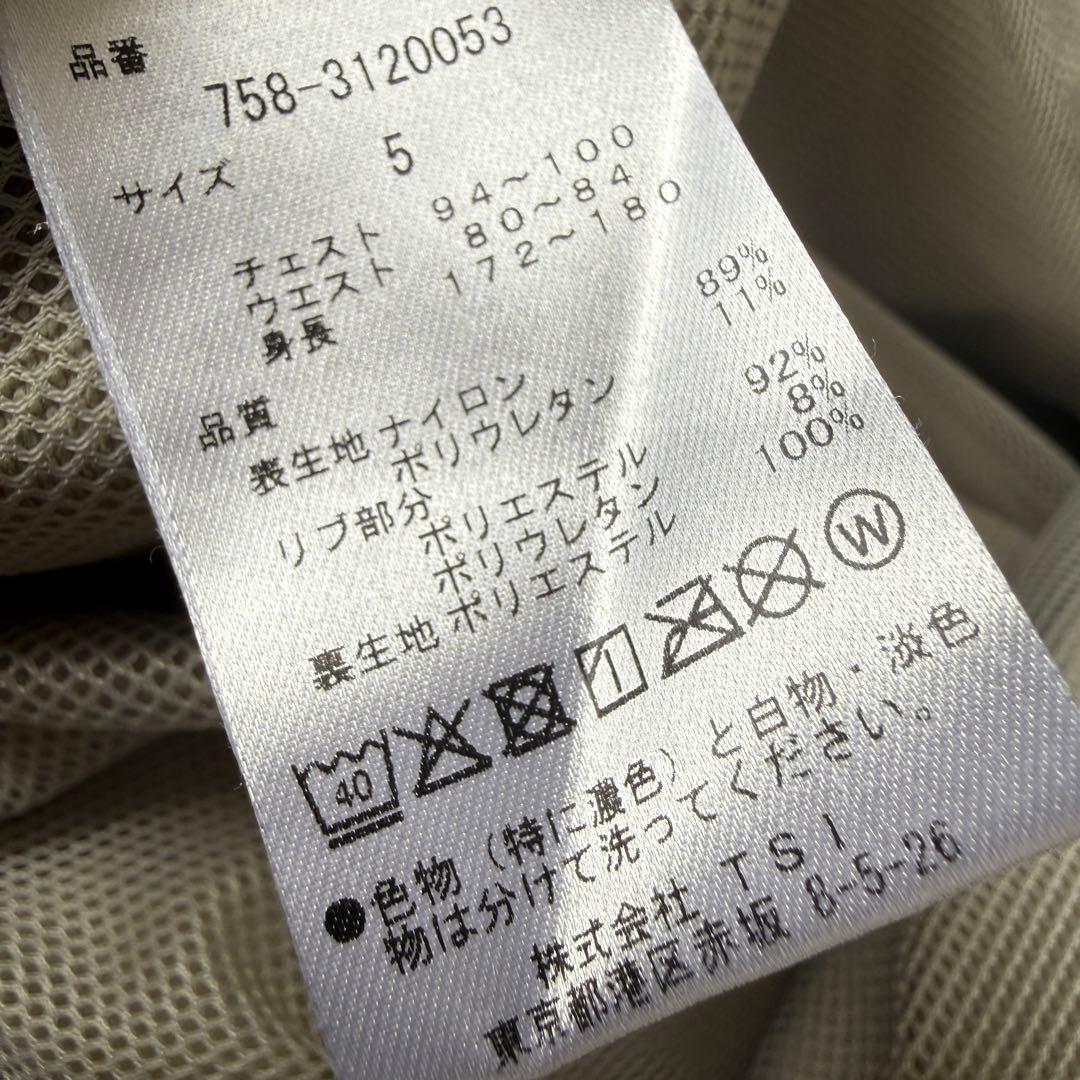 品番 758-3120053
サイズ 5
チェスト 94～100
ウエスト 80～84
身長 172～180
品質
表生地 ナイロン 89%
ポリウレタン 11%
リブ部分
ポリエステル 92%
ポリウレタン 8%
裏生地 ポリエステル 100%
40 1 W
●色物（特に濃色）と白物・淡色
物は分けて洗ってください。
株式会社 TSI
東京都港区赤坂 8-5-26